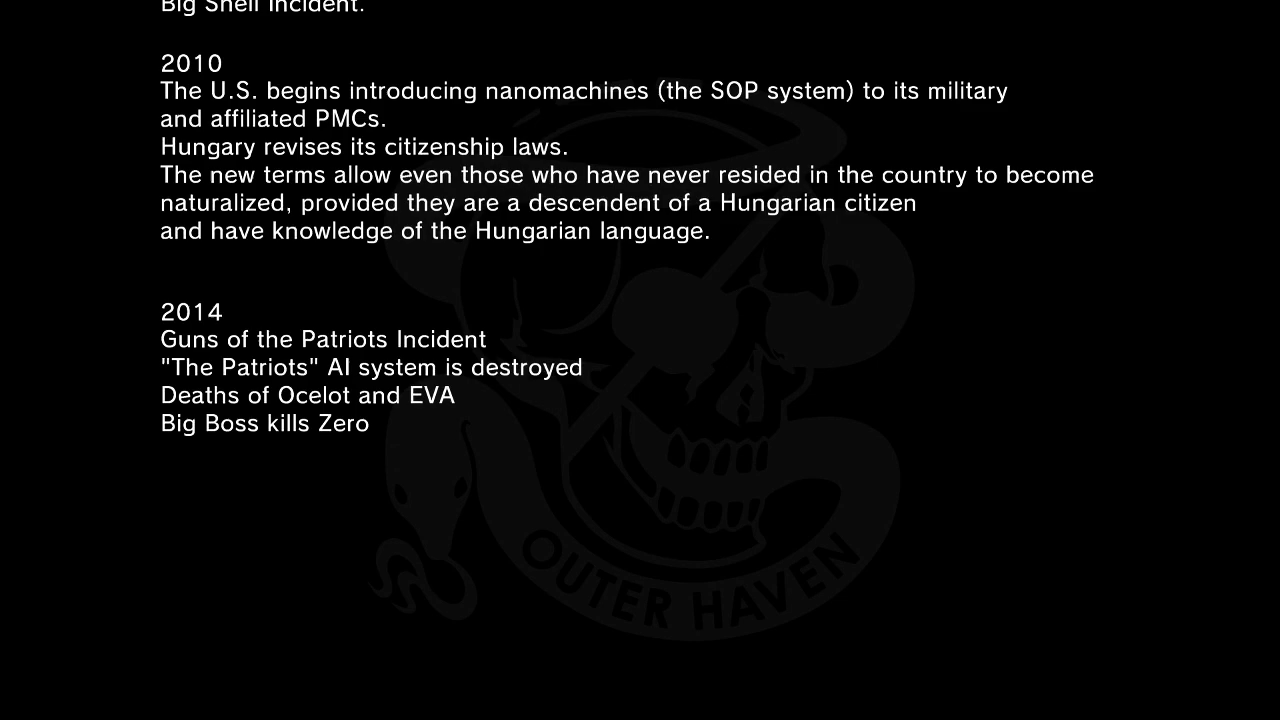 Big Shell Incident.
2010
The U.S. begins introducing nanomachines (the SOP system) to its military
and affiliated PMCs.
Hungary revises its citizenship laws.
The new terms allow even those who have never resided in the country to become
naturalized, provided they are a descendent of a Hungarian citizen
and have knowledge of the Hungarian language.
2014
Guns of the Patriots Incident
"The Patriots" AI system is destroyed
Deaths of Ocelot and EVA
Big Boss kills Zero
OUTER HAVEN